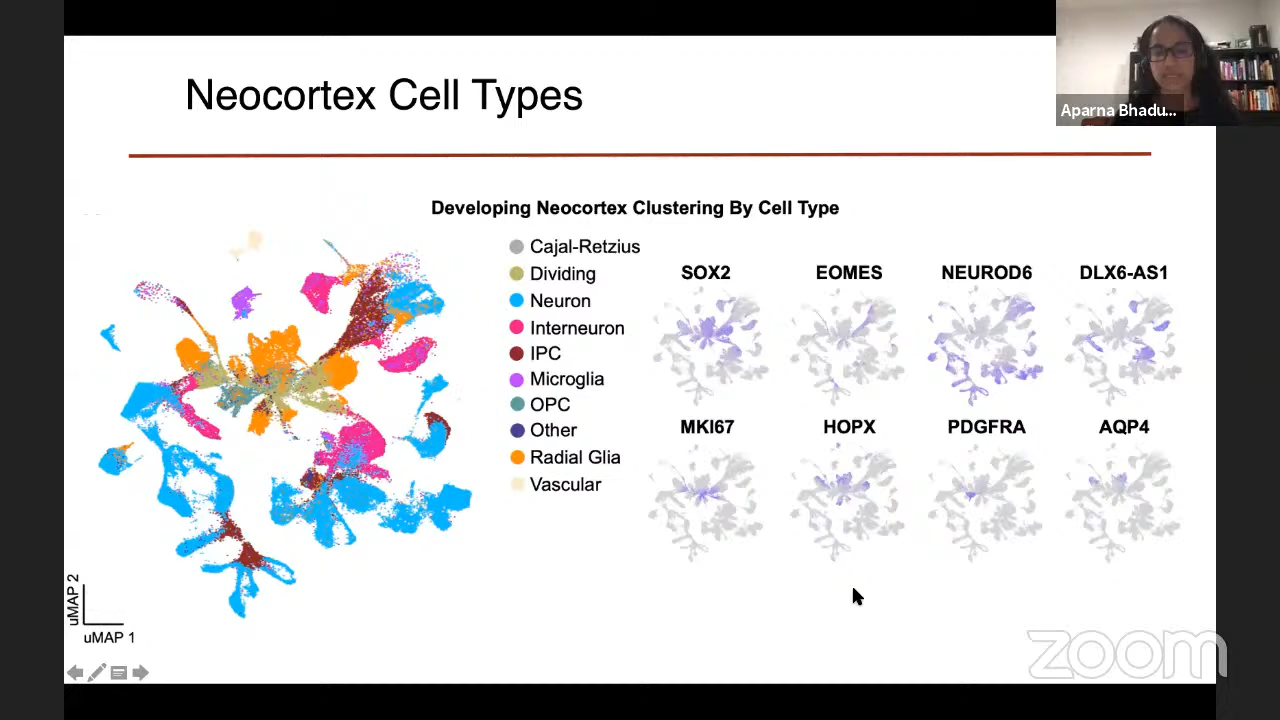 Neocortex Cell Types
Aparna Bhadu...
Developing Neocortex Clustering By Cell Type
Cajal-Retzius
Dividing
Neuron
Interneuron
IPC
Microglia
OPC
Other
Radial Glia
Vascular
SOX2 EOMES NEUROD6 DLX6-AS1
MKI67 HOPX PDGFRA AQP4
uMAP 2
uMAP 1
zoom